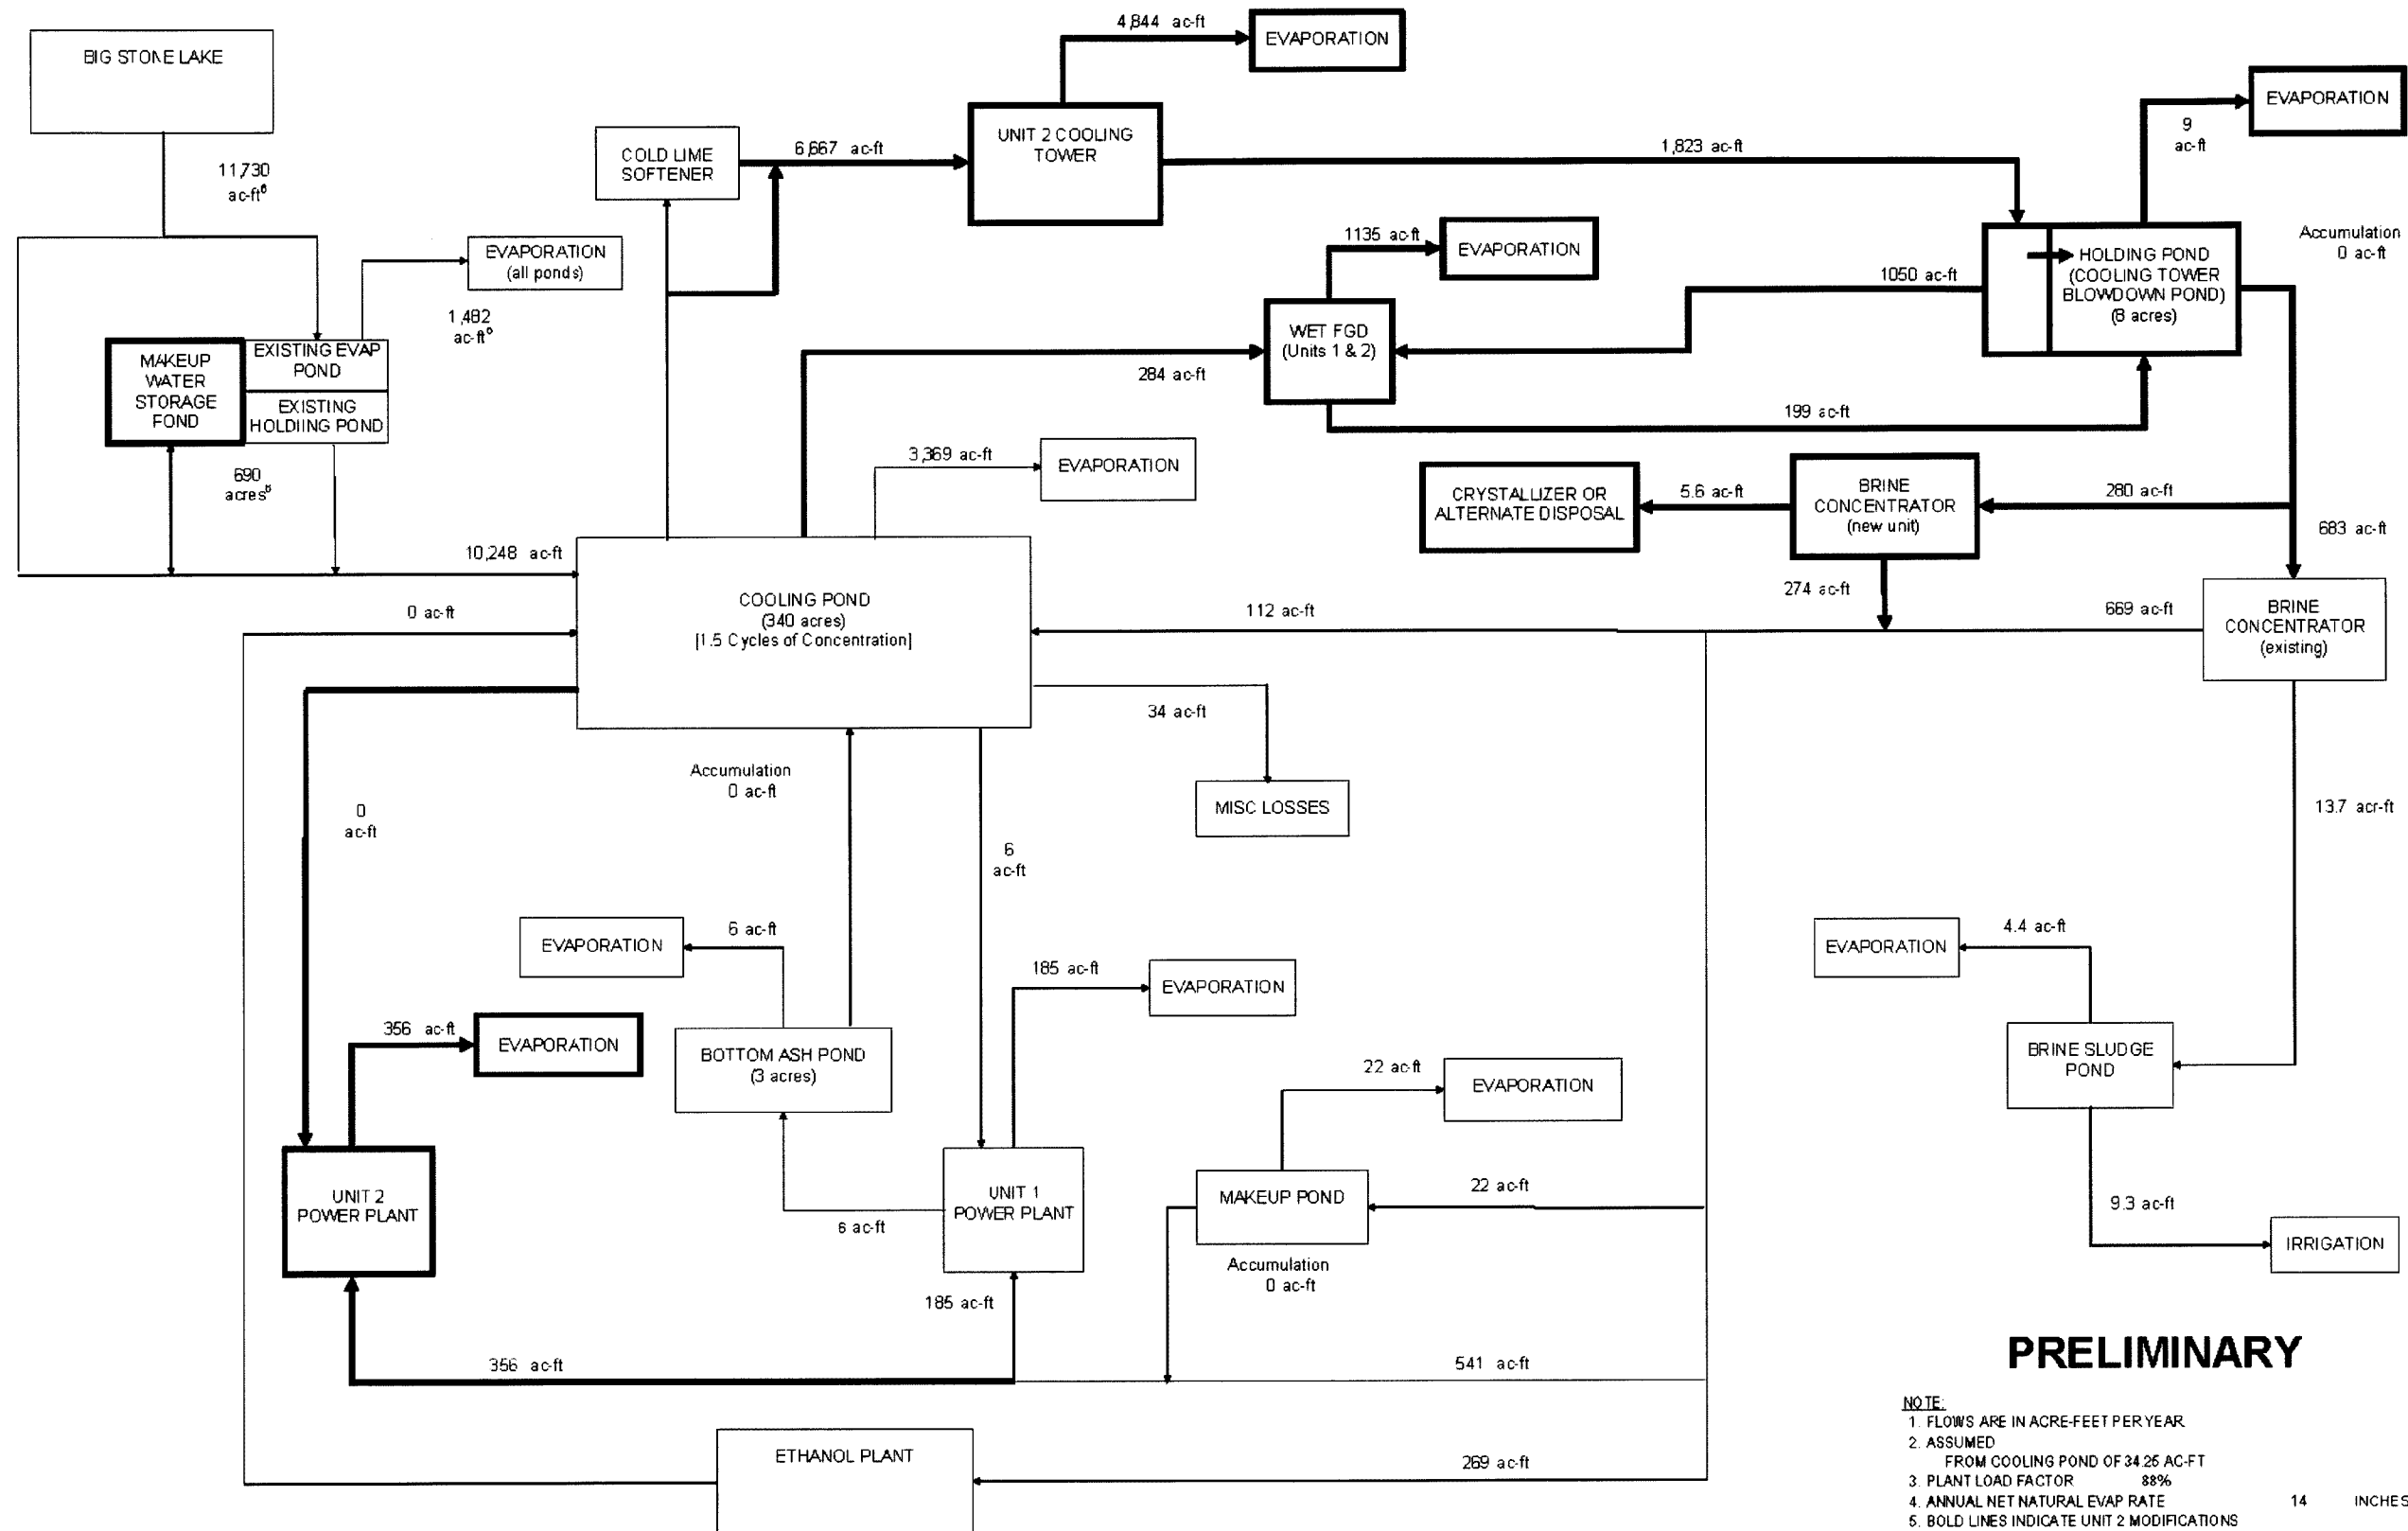 BIG STONE LAKE
11,730
ac-ft⁶
4,844 ac-ft
EVAPORATION
UNIT 2 COOLING
TOWER
COLD LIME
SOFTENER
6,667 ac-ft
1,823 ac-ft
EVAPORATION
9
ac-ft
Accumulation
0 ac-ft
HOLDING POND
(COOLING TOWER
BLOWDOWN POND)
(8 acres)
1135 ac-ft
EVAPORATION
1050 ac-ft
WET FGD
(Units 1 & 2)
284 ac-ft
199 ac-ft
EVAPORATION
(all ponds)
1,482
ac-ft⁶
MAKEUP
WATER
STORAGE
FOND
EXISTING EVAP
POND
EXISTING
HOLDIING POND
690
acres⁶
3,369 ac-ft
EVAPORATION
CRYSTALLIZER OR
ALTERNATE DISPOSAL
5.6 ac-ft
BRINE
CONCENTRATOR
(new unit)
280 ac-ft
683 ac-ft
10,248 ac-ft
0 ac-ft
COOLING POND
(340 acres)
[1.5 Cycles of Concentration]
112 ac-ft
274 ac-ft
669 ac-ft
BRINE
CONCENTRATOR
(existing)
34 ac-ft
MISC LOSSES
Accumulation
0 ac-ft
0
ac-ft
6
ac-ft
13.7 acr-ft
EVAPORATION
6 ac-ft
185 ac-ft
EVAPORATION
EVAPORATION
4.4 ac-ft
356 ac-ft
EVAPORATION
BOTTOM ASH POND
(3 acres)
22 ac-ft
EVAPORATION
BRINE SLUDGE
POND
UNIT 2
POWER PLANT
6 ac-ft
UNIT 1
POWER PLANT
MAKEUP POND
22 ac-ft
Accumulation
0 ac-ft
9.3 ac-ft
IRRIGATION
185 ac-ft
356 ac-ft
541 ac-ft
ETHANOL PLANT
269 ac-ft
PRELIMINARY
NOTE:
1. FLOWS ARE IN ACRE-FEET PER YEAR
2. ASSUMED
FROM COOLING POND OF 34.25 AC-FT
3. PLANT LOAD FACTOR 88%
4. ANNUAL NET NATURAL EVAP RATE 14 INCHES
5. BOLD LINES INDICATE UNIT 2 MODIFICATIONS